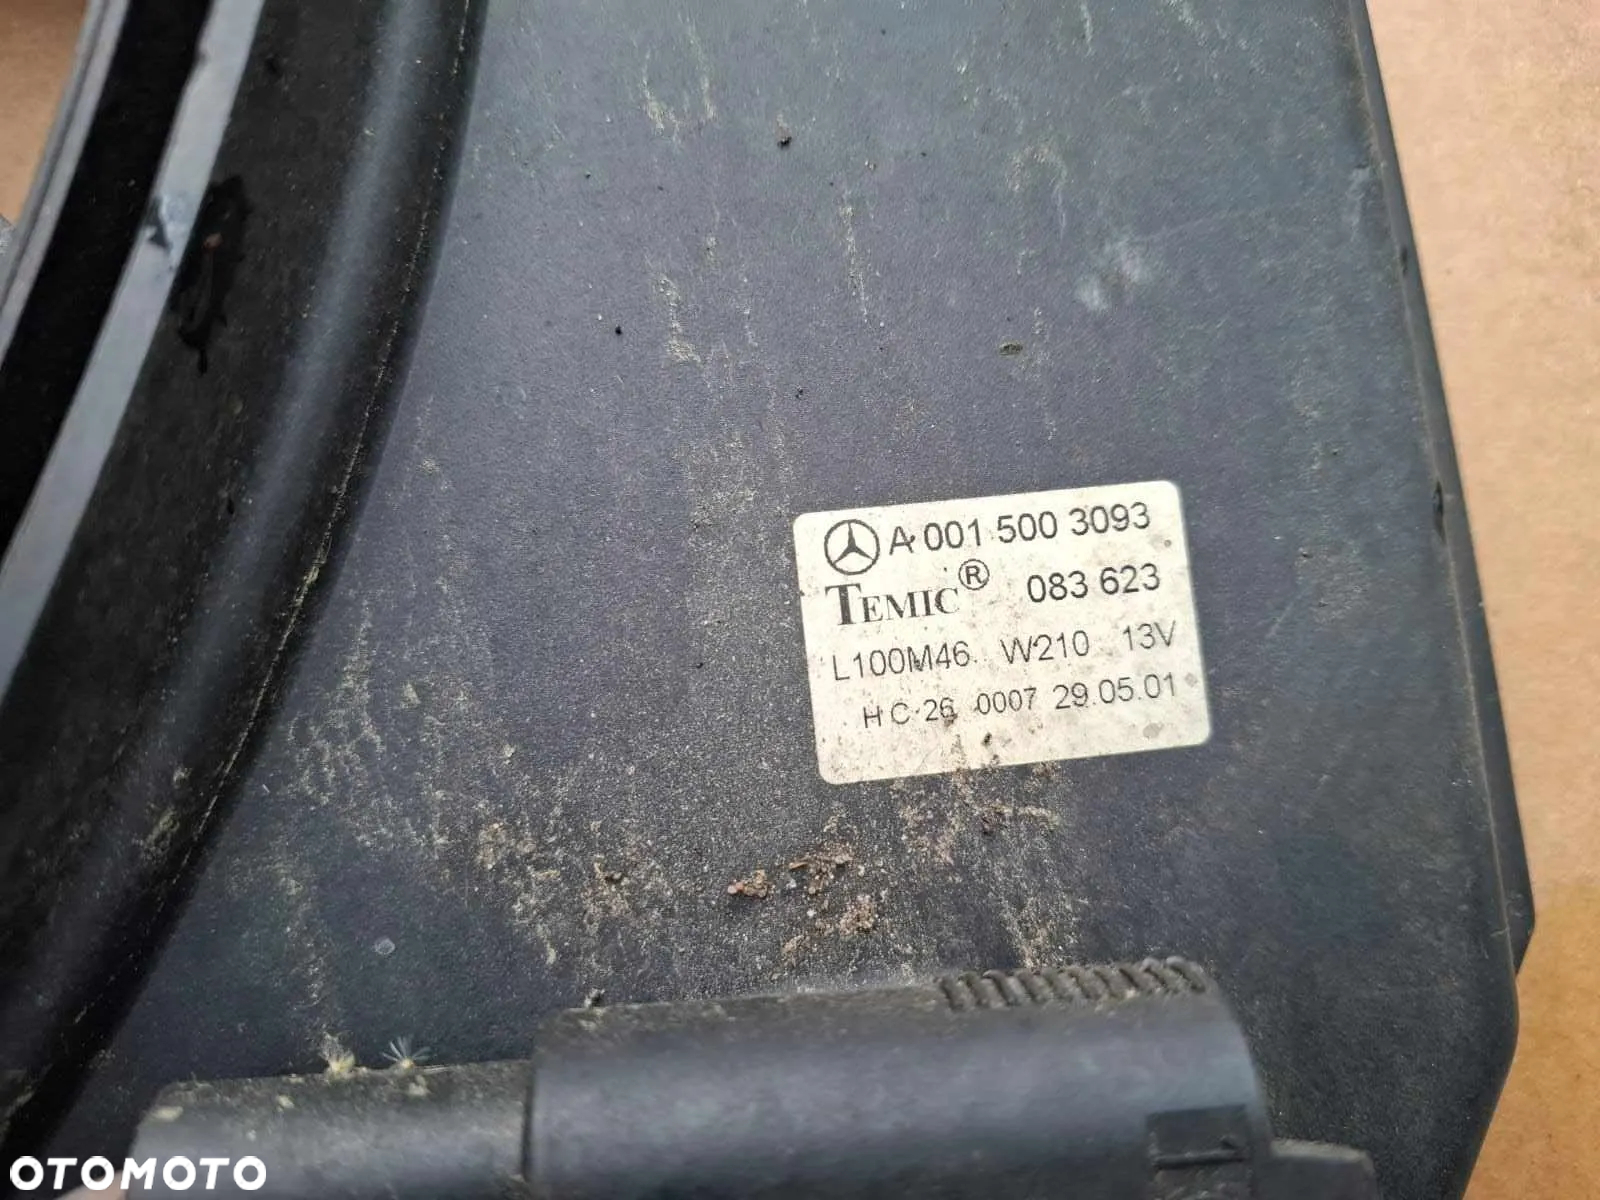 A 001 500 3093
TEMIC® 083 623
L100M46 W210 13V
HC 26 0007 29.05.01
OTOMOTO